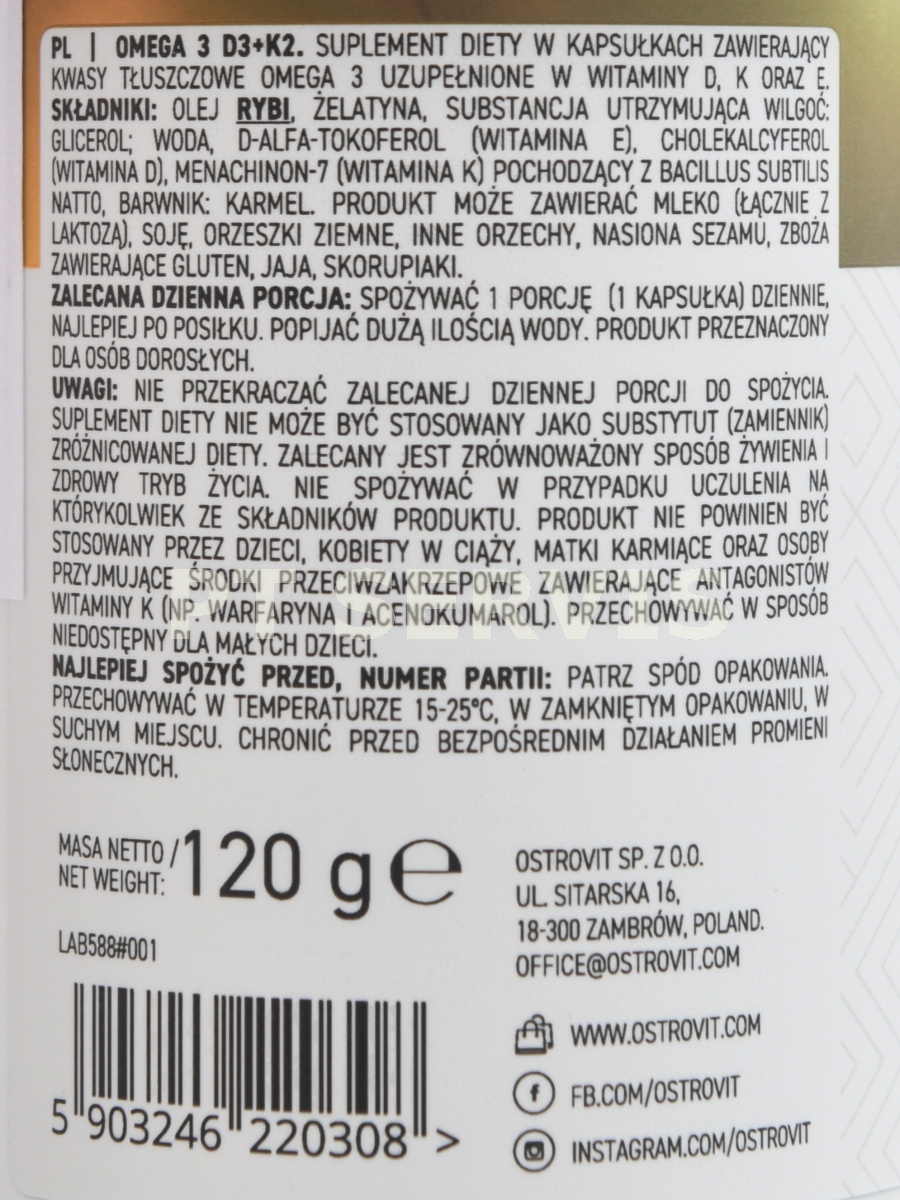 PL | OMEGA 3 D3+K2. SUPLEMENT DIETY W KAPSUŁKACH ZAWIERAJĄCY
KWASY TŁUSZCZOWE OMEGA 3 UZUPEŁNIONE W WITAMINY D, K ORAZ E.
SKŁADNIKI: OLEJ RYBI, ŻELATYNA, SUBSTANCJA UTRZYMUJĄCA WILGOĆ:
GLICEROL; WODA, D-ALFA-TOKOFEROL (WITAMINA E), CHOLEKALCYFEROL
(WITAMINA D), MENACHINON-7 (WITAMINA K) POCHODZĄCY Z BACILLUS SUBTILIS
NATTO, BARWNIK: KARMEL. PRODUKT MOŻE ZAWIERAĆ MLEKO (ŁĄCZNIE Z
LAKTOZĄ), SOJĘ, ORZESZKI ZIEMNE, INNE ORZECHY, NASIONA SEZAMU, ZBOŻA
ZAWIERAJĄCE GLUTEN, JAJA, SKORUPIAKI.
ZALECANA DZIENNA PORCJA: SPOŻYWAĆ 1 PORCJĘ (1 KAPSUŁKA) DZIENNIE,
NAJLEPIEJ PO POSIŁKU. POPIJAĆ DUŻĄ ILOŚCIĄ WODY. PRODUKT PRZEZNACZONY
DLA OSÓB DOROSŁYCH.
UWAGI: NIE PRZEKRACZAĆ ZALECANEJ DZIENNEJ PORCJI DO SPOŻYCIA.
SUPLEMENT DIETY NIE MOŻE BYĆ STOSOWANY JAKO SUBSTYTUT (ZAMIENNIK)
ZRÓŻNICOWANEJ DIETY. ZALECANY JEST ZRÓWNOWAŻONY SPOSÓB ŻYWIENIA I
ZDROWY TRYB ŻYCIA. NIE SPOŻYWAĆ W PRZYPADKU UCZULENIA NA
KTÓRYKOLWIEK ZE SKŁADNIKÓW PRODUKTU. PRODUKT NIE POWINIEN BYĆ
STOSOWANY PRZEZ DZIECI, KOBIETY W CIĄŻY, MATKI KARMIĄCE ORAZ OSOBY
PRZYJMUJĄCE ŚRODKI PRZECIWZAKRZEPOWE ZAWIERAJĄCE ANTAGONISTÓW
WITAMINY K (NP. WARFARYNA I ACENOKUMAROL). PRZECHOWYWAĆ W SPOSÓB
NIEDOSTĘPNY DLA MAŁYCH DZIECI.
NAJLEPIEJ SPOŻYĆ PRZED, NUMER PARTII: PATRZ SPÓD OPAKOWANIA.
PRZECHOWYWAĆ W TEMPERATURZE 15-25°C, W ZAMKNIĘTYM OPAKOWANIU, W
SUCHYM MIEJSCU. CHRONIĆ PRZED BEZPOŚREDNIM DZIAŁANIEM PROMIENI
SŁONECZNYCH.
MASA NETTO /
NET WEIGHT: 120 g ℮
LAB588#001
5 903246 220308 >
OSTROVIT SP. Z O.O.
UL. SITARSKA 16,
18-300 ZAMBRÓW, POLAND.
OFFICE@OSTROVIT.COM
WWW.OSTROVIT.COM
FB.COM/OSTROVIT
INSTAGRAM.COM/OSTROVIT